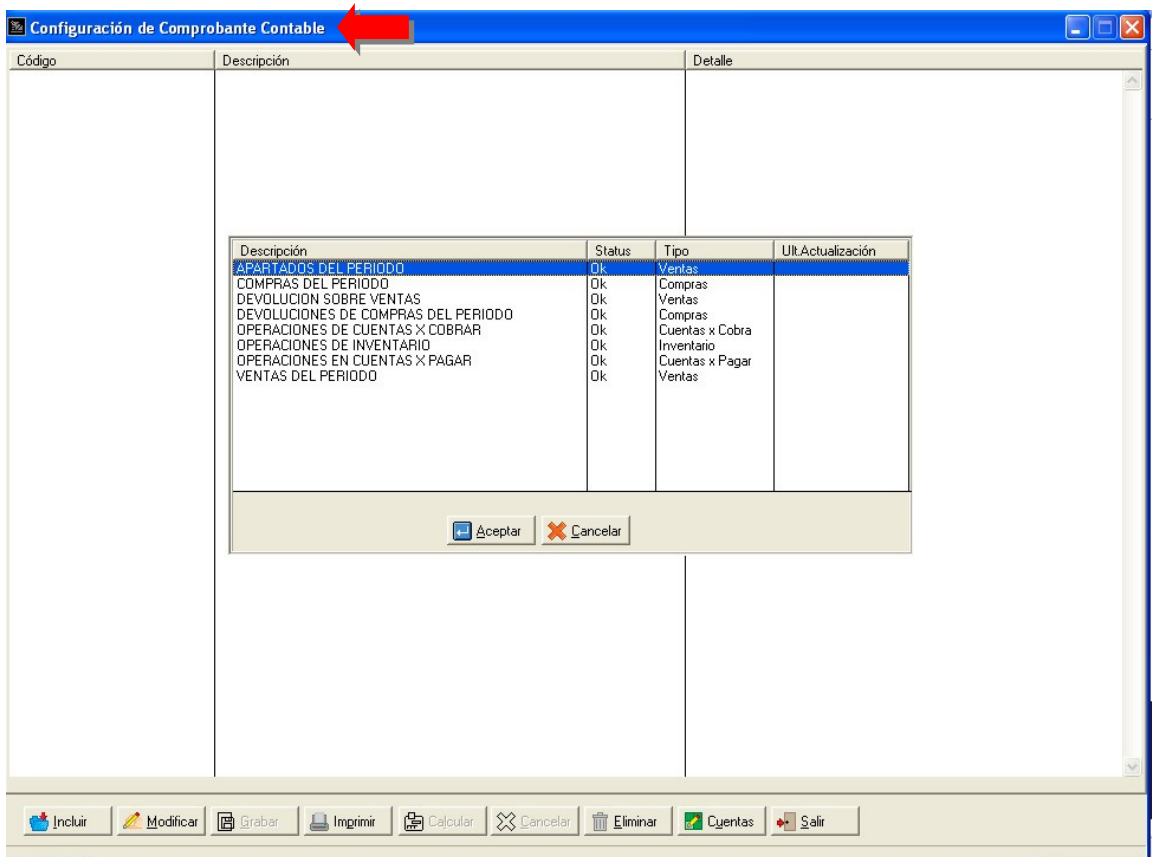 Configuración de Comprobante Contable
Código Descripción Detalle
Descripción Status Tipo Ult.Actualización
APARTADOS DEL PERIODO Ok Ventas
COMPRAS DEL PERIODO Ok Compras
DEVOLUCION SOBRE VENTAS Ok Ventas
DEVOLUCIONES DE COMPRAS DEL PERIODO Ok Compras
OPERACIONES DE CUENTAS X COBRAR Ok Cuentas x Cobra
OPERACIONES DE INVENTARIO Ok Inventario
OPERACIONES EN CUENTAS X PAGAR Ok Cuentas x Pagar
VENTAS DEL PERIODO Ok Ventas
Aceptar Cancelar
Incluir Modificar Grabar Imprimir Calcular Cancelar Eliminar Cuentas Salir